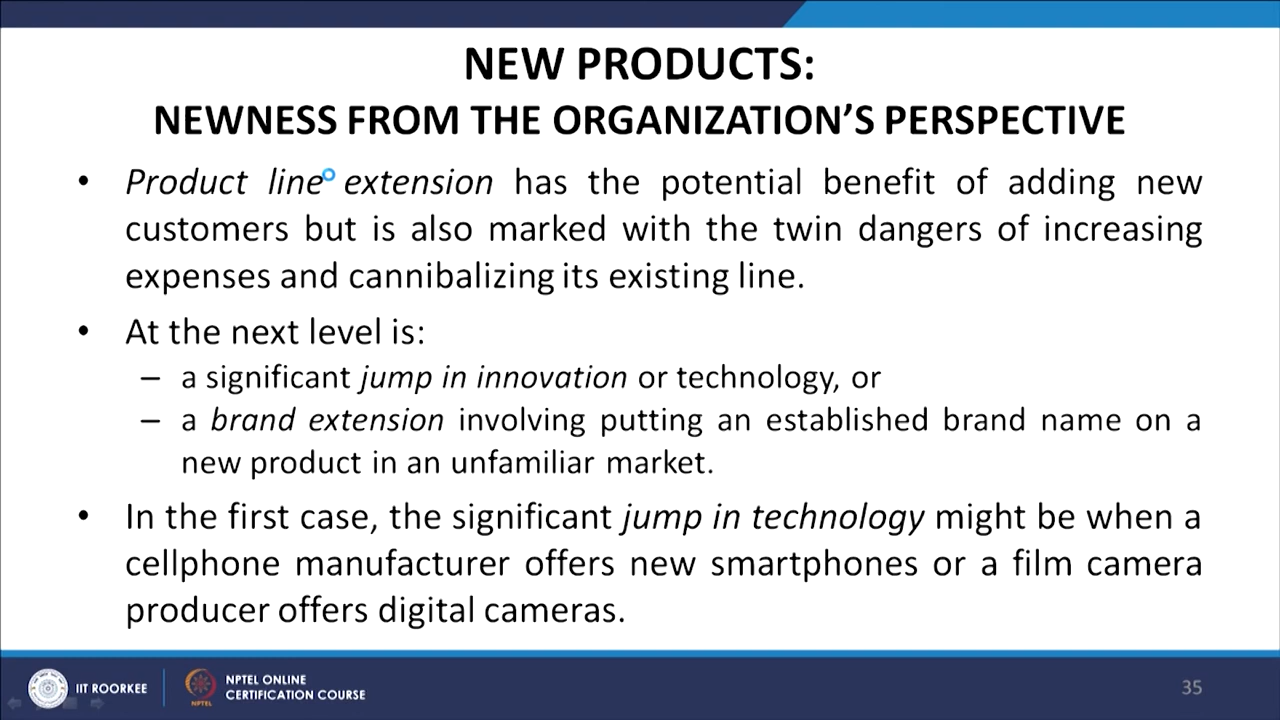 NEW PRODUCTS:
NEWNESS FROM THE ORGANIZATION’S PERSPECTIVE
• Product line extension has the potential benefit of adding new
customers but is also marked with the twin dangers of increasing
expenses and cannibalizing its existing line.
• At the next level is:
– a significant jump in innovation or technology, or
– a brand extension involving putting an established brand name on a
new product in an unfamiliar market.
• In the first case, the significant jump in technology might be when a
cellphone manufacturer offers new smartphones or a film camera
producer offers digital cameras.
IIT ROORKEE
NPTEL
NPTEL ONLINE
CERTIFICATION COURSE
35